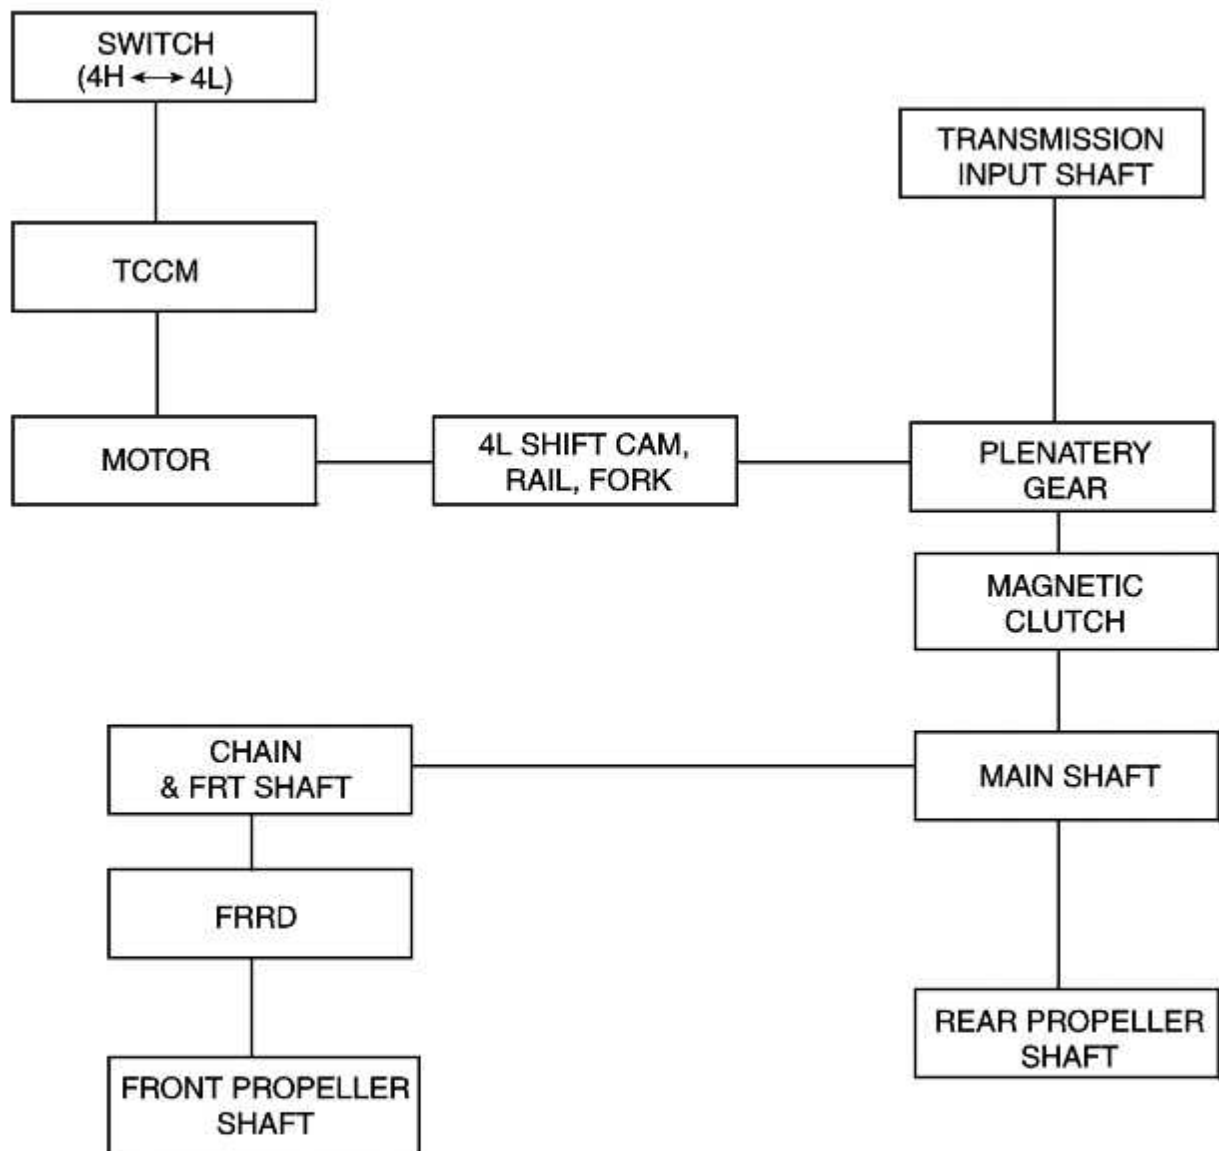 SWITCH
(4H ↔ 4L)
TRANSMISSION
INPUT SHAFT
TCCM
MOTOR
4L SHIFT CAM,
RAIL, FORK
PLENATERY
GEAR
MAGNETIC
CLUTCH
CHAIN
& FRT SHAFT
MAIN SHAFT
FRRD
REAR PROPELLER
SHAFT
FRONT PROPELLER
SHAFT